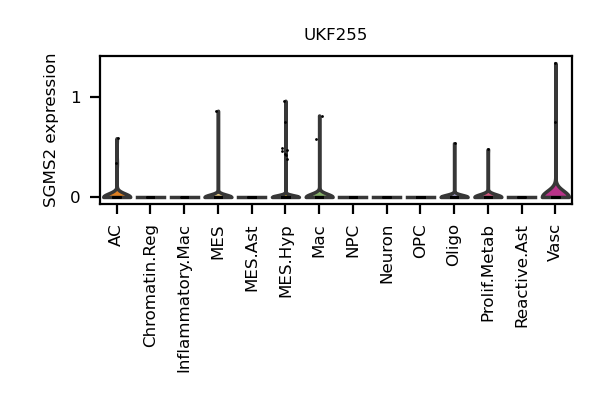 UKF255
SGMS2 expression
1
0
AC
Chromatin.Reg
Inflammatory.Mac
MES
MES.Ast
MES.Hyp
Mac
NPC
Neuron
OPC
Oligo
Prolif.Metab
Reactive.Ast
Vasc